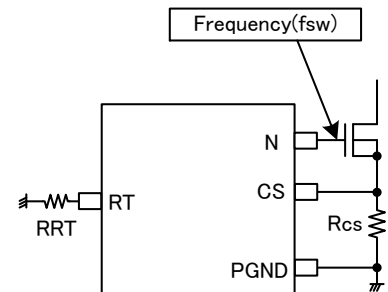 Frequency(fsw)
N
RT
CS
RRT
Rcs
PGND